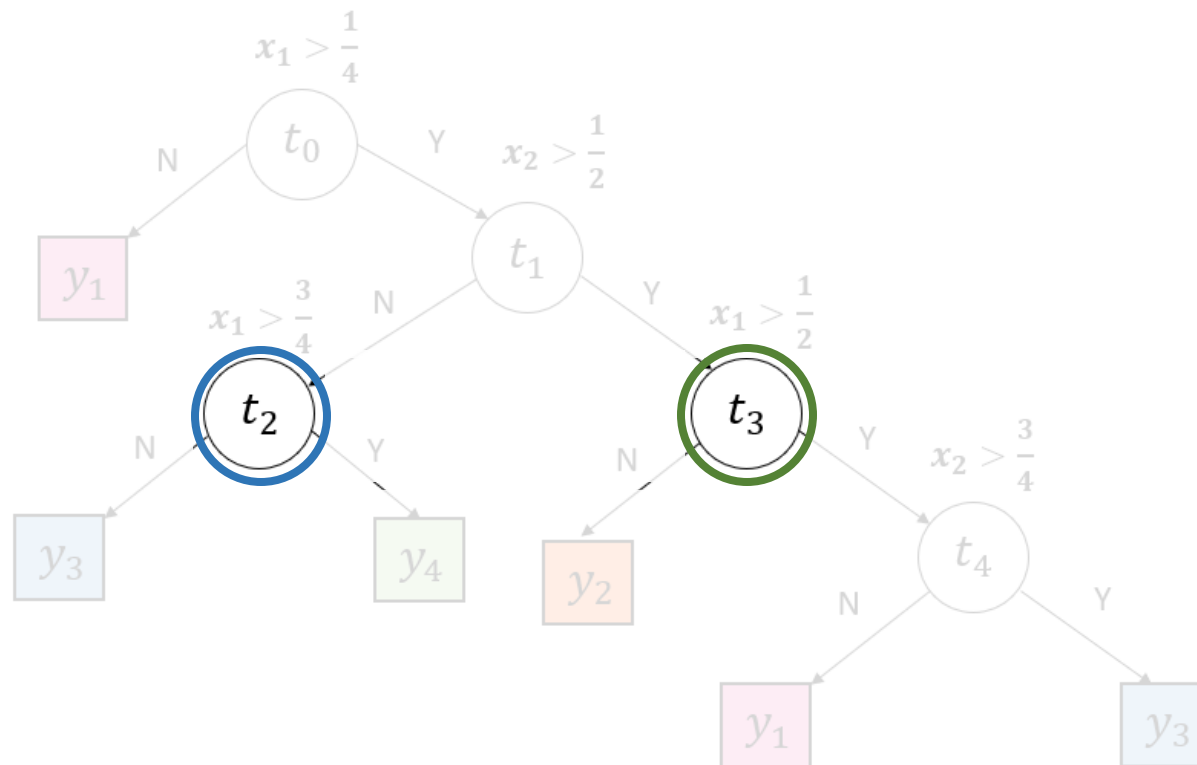 x₁ > 1/4
t₀
N
Y
x₂ > 1/2
y₁
t₁
N
Y
x₁ > 3/4
x₁ > 1/2
t₂
t₃
N
Y
N
Y
x₂ > 3/4
y₃
y₄
y₂
t₄
N
Y
y₁
y₃